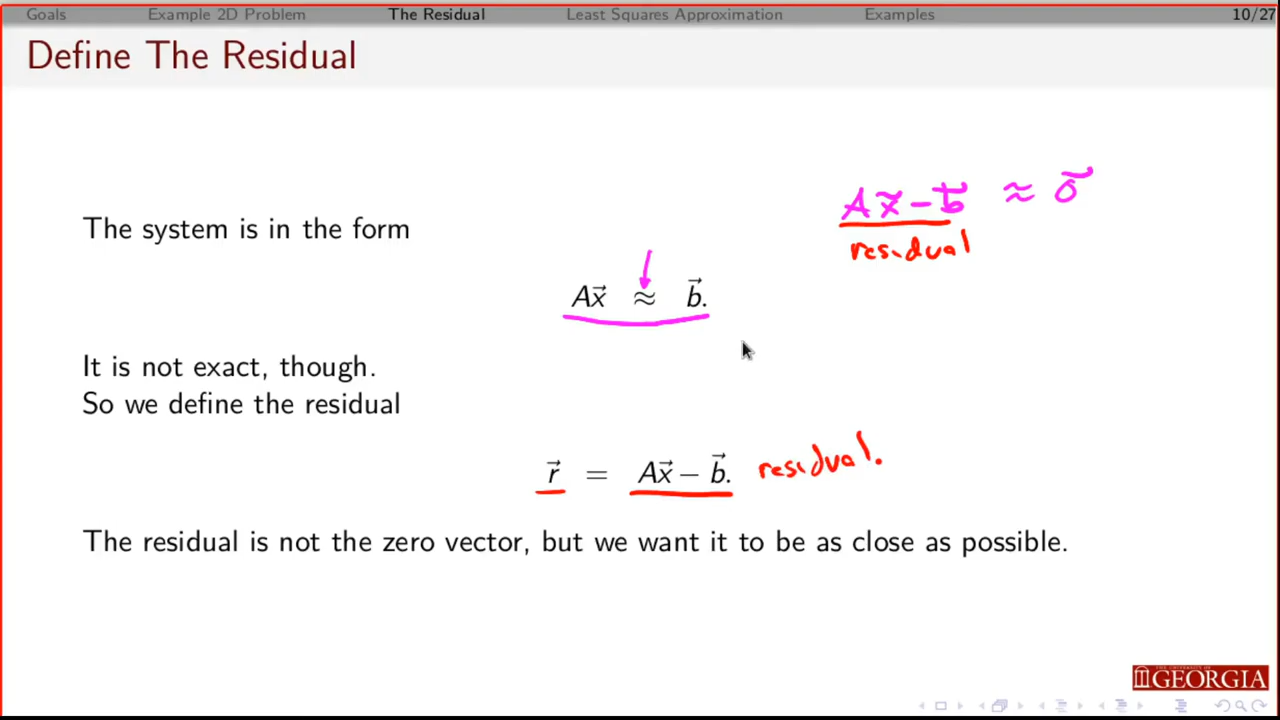 Goals Example 2D Problem The Residual Least Squares Approximation Examples 10/27
Define The Residual
Ax⃗ − b⃗ ≈ 0⃗
residual
The system is in the form
Ax⃗ ≈ b⃗.
It is not exact, though.
So we define the residual
r⃗ = Ax⃗ − b⃗. residual.
The residual is not the zero vector, but we want it to be as close as possible.
GEORGIA